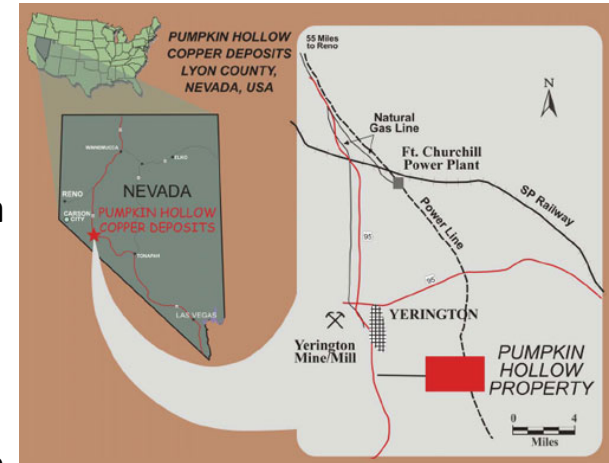 PUMPKIN HOLLOW
COPPER DEPOSITS
LYON COUNTY,
NEVADA, USA
WINNEMUCCA
ELKO
RENO
NEVADA
CARSON
CITY
PUMPKIN HOLLOW
COPPER DEPOSITS
TONAPAH
LAS VEGAS
55 Miles
to Reno
N
Natural
Gas Line
Ft. Churchill
Power Plant
SP Railway
Power Line
95
95
YERINGTON
Yerington
Mine/Mill
PUMPKIN
HOLLOW
PROPERTY
0 4
Miles